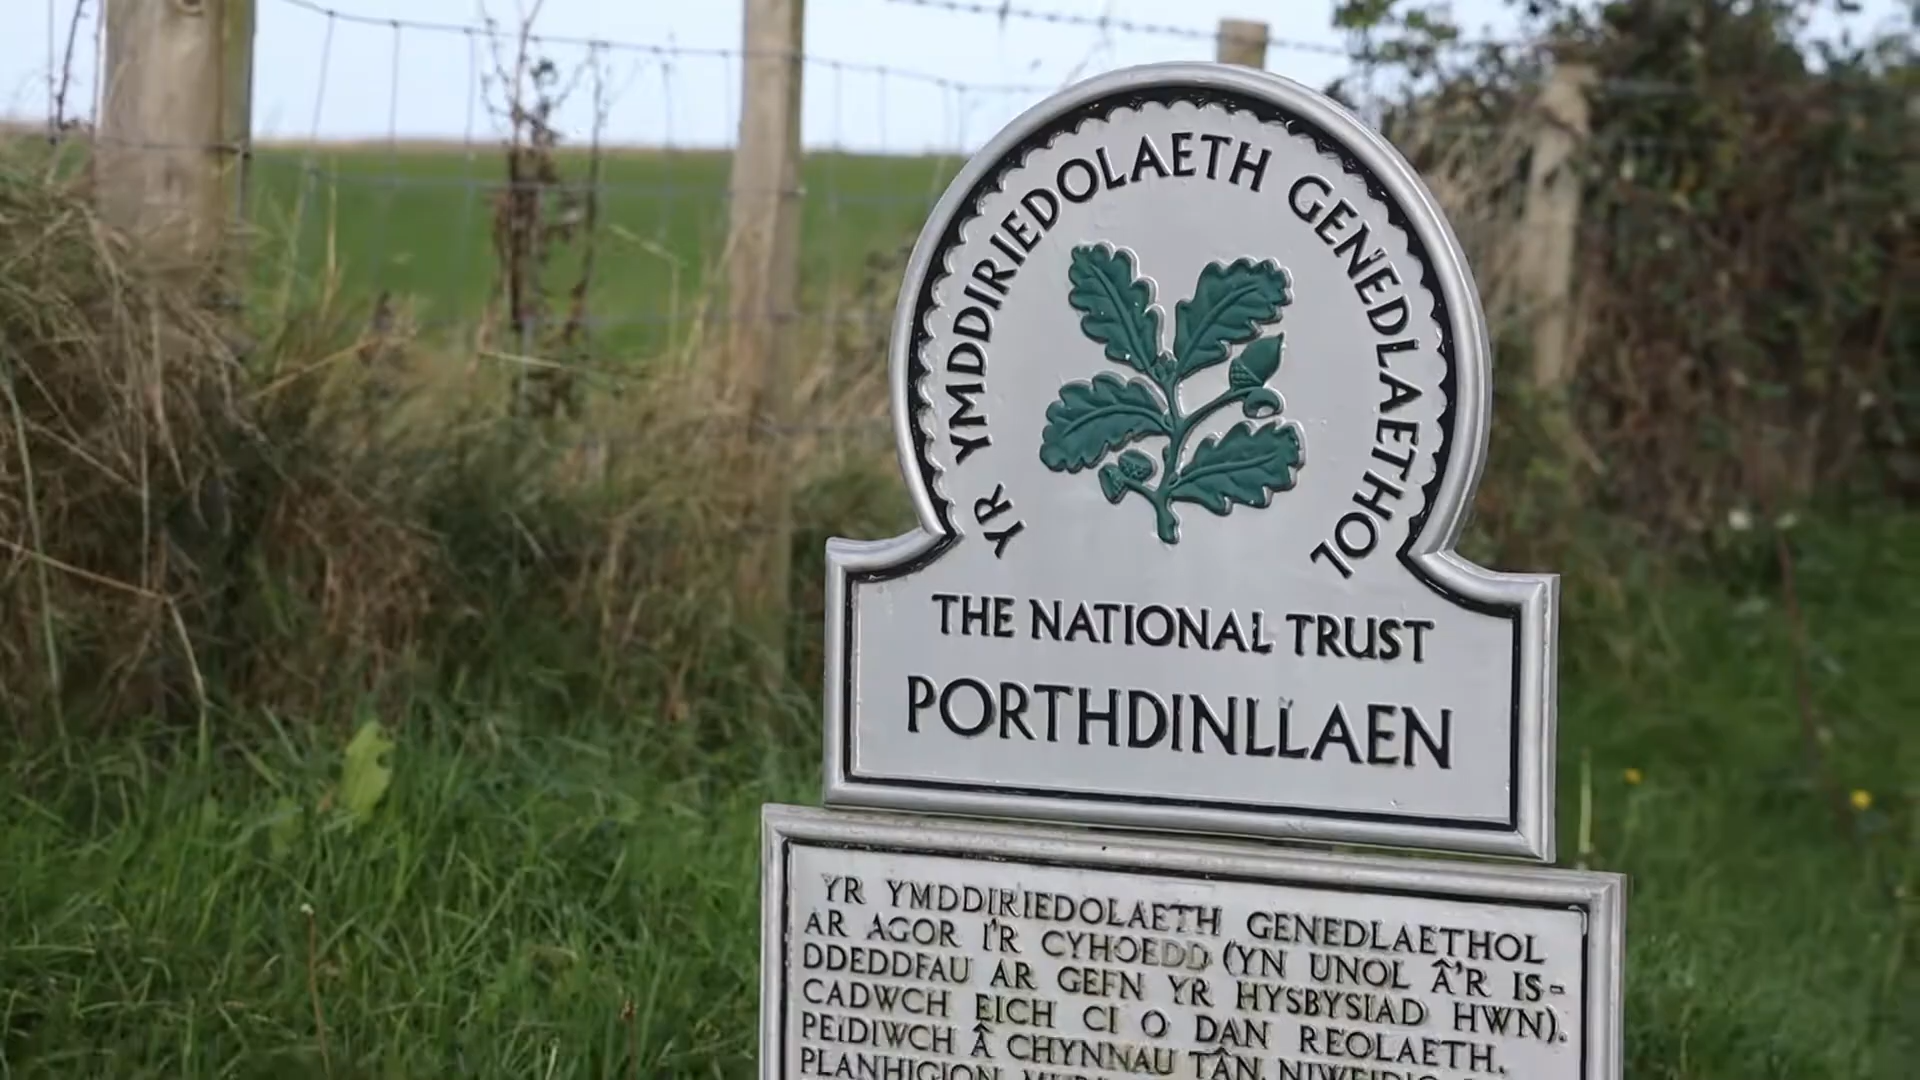 YR YMDDIRIEDOLAETH GENEDLAETHOL
THE NATIONAL TRUST
PORTHDINLLAEN
YR YMDDIRIEDOLAETH GENEDLAETHOL
AR AGOR I'R CYHOEDD (YN UNOL Â'R IS-
DDEDDFAU AR GEFN YR HYSBYSIAD HWN).
CADWCH EICH CI O DAN REOLAETH.
PEIDIWCH Â CHYNNAU TÂN, NIWEIDIO
PLANHIGION